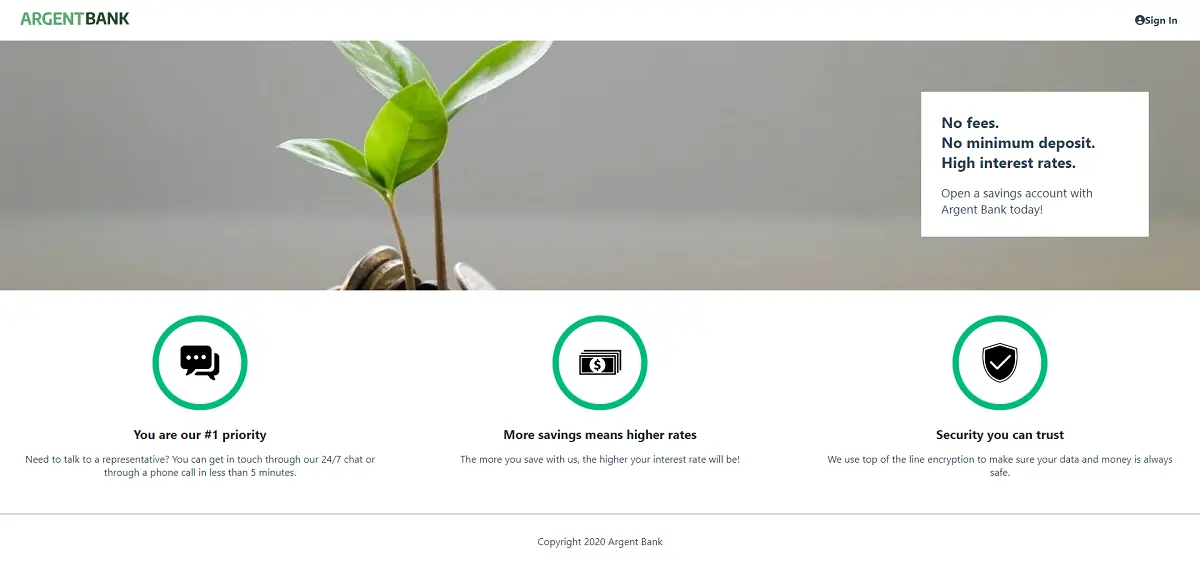 ARGENTBANK
Sign In
No fees.
No minimum deposit.
High interest rates.
Open a savings account with
Argent Bank today!
$
You are our #1 priority
Need to talk to a representative? You can get in touch through our 24/7 chat or
through a phone call in less than 5 minutes.
More savings means higher rates
The more you save with us, the higher your interest rate will be!
Security you can trust
We use top of the line encryption to make sure your data and money is always
safe.
Copyright 2020 Argent Bank